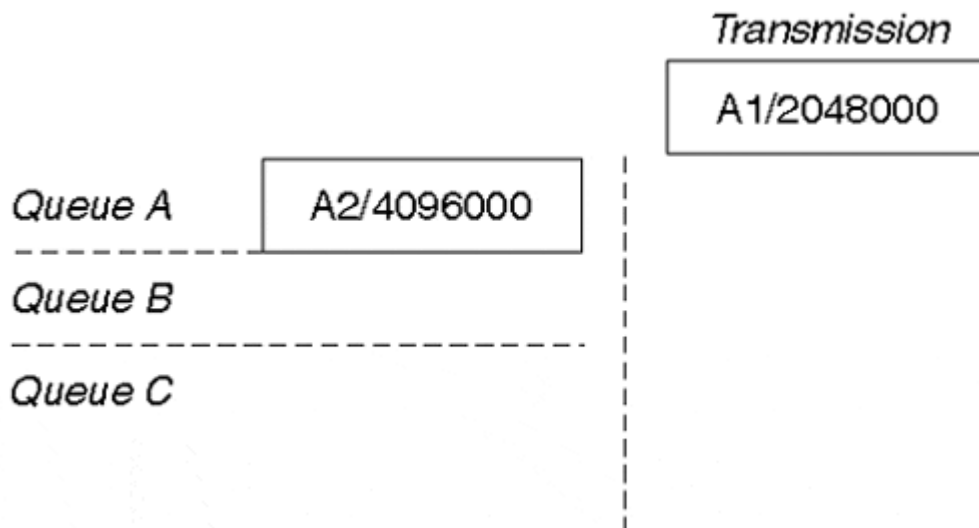 Transmission
A1/2048000
Queue A
A2/4096000
Queue B
Queue C